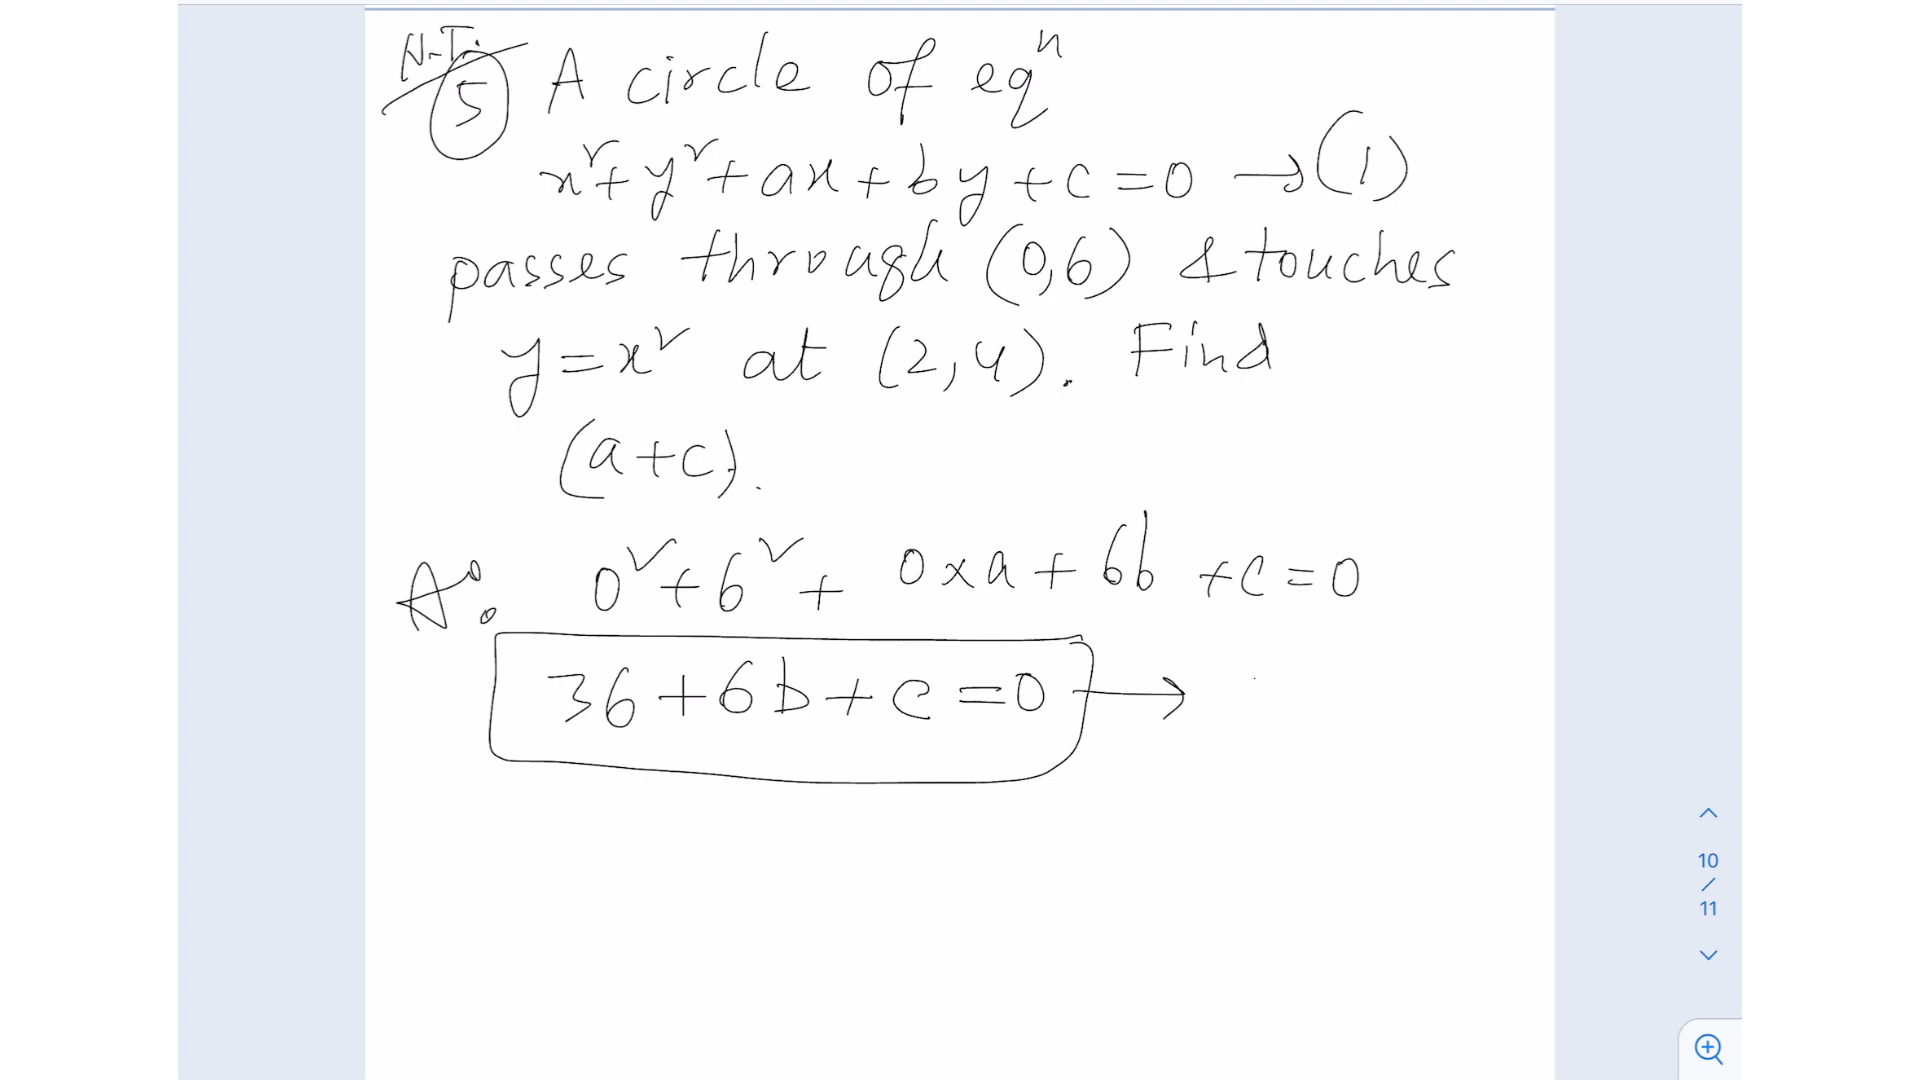 N-T.
5 A circle of eqⁿ
x²+y²+ax+by+c=0 →(1)
passes through (0,6) & touches
y=x² at (2,4). Find
(a+c).
A: 0²+6²+ 0xa+6b+c=0
36+6b+c=0 →
10
/
11